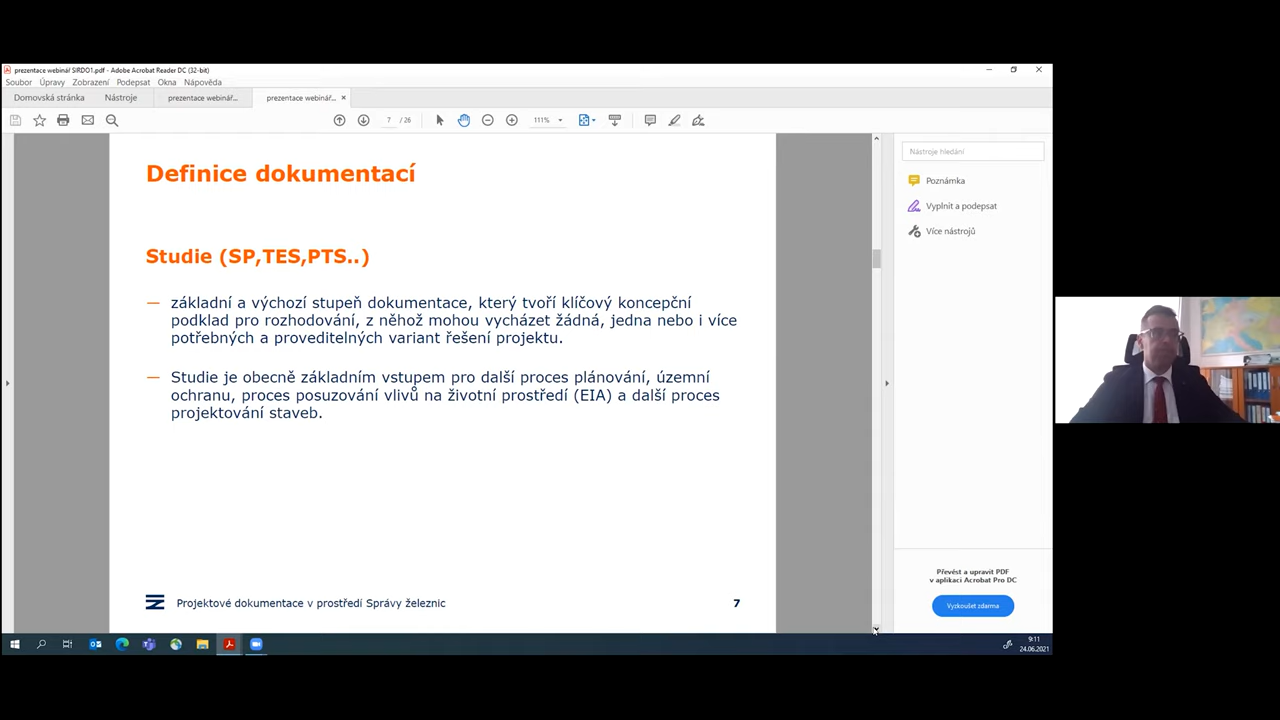 prezentace webinář SIRDO1.pdf - Adobe Acrobat Reader DC (32-bit)
Soubor Úpravy Zobrazení Podepsat Okna Nápověda
Domovská stránka Nástroje prezentace webinář... prezentace webinář... ×
7 / 26 111%
Definice dokumentací
Studie (SP,TES,PTS..)
— základní a výchozí stupeň dokumentace, který tvoří klíčový koncepční
podklad pro rozhodování, z něhož mohou vycházet žádná, jedna nebo i více
potřebných a proveditelných variant řešení projektu.
— Studie je obecně základním vstupem pro další proces plánování, územní
ochranu, proces posuzování vlivů na životní prostředí (EIA) a další proces
projektování staveb.
Projektové dokumentace v prostředí Správy železnic 7
Nástroje hledání
Poznámka
Vyplnit a podepsat
Více nástrojů
Převést a upravit PDF
v aplikaci Acrobat Pro DC
Vyzkoušet zdarma
9:11
24.06.2021